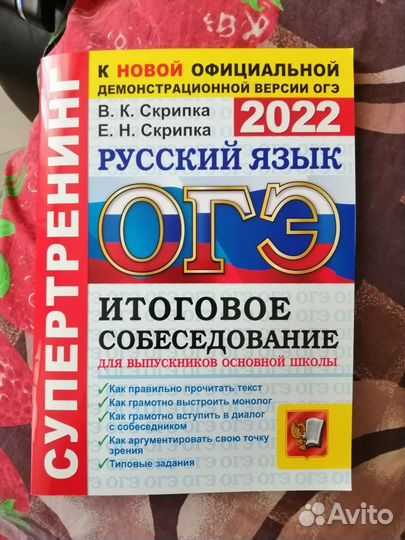 СУПЕРТРЕНИНГ
К НОВОЙ ОФИЦИАЛЬНОЙ
ДЕМОНСТРАЦИОННОЙ ВЕРСИИ ОГЭ
В. К. Скрипка
Е. Н. Скрипка
2022
РУССКИЙ ЯЗЫК
ОГЭ
ИТОГОВОЕ
СОБЕСЕДОВАНИЕ
ДЛЯ ВЫПУСКНИКОВ ОСНОВНОЙ ШКОЛЫ
✓ Как правильно прочитать текст
✓ Как грамотно выстроить монолог
✓ Как грамотно вступить в диалог
с собеседником
✓ Как аргументировать свою точку
зрения
✓ Типовые задания
Avito